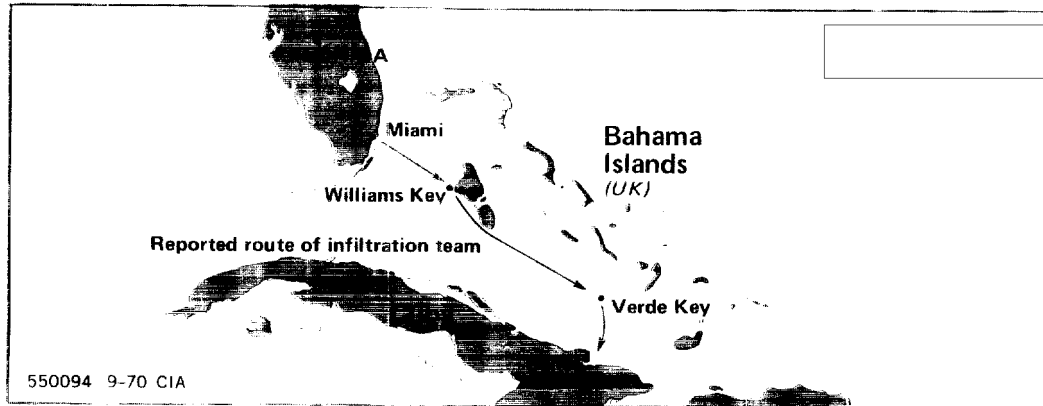 A
Miami
Bahama
Islands
(UK)
Williams Key
Reported route of infiltration team
Verde Key
550094 9-70 CIA